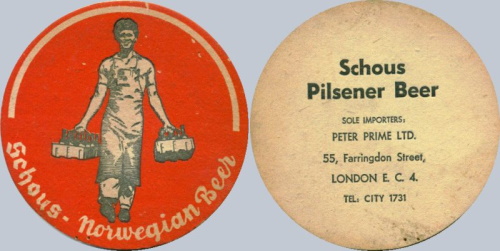 Schous - Norwegian Beer
Schous
Pilsener Beer
SOLE IMPORTERS:
PETER PRIME LTD.
55, Farringdon Street,
LONDON E. C. 4.
TEL: CITY 1731